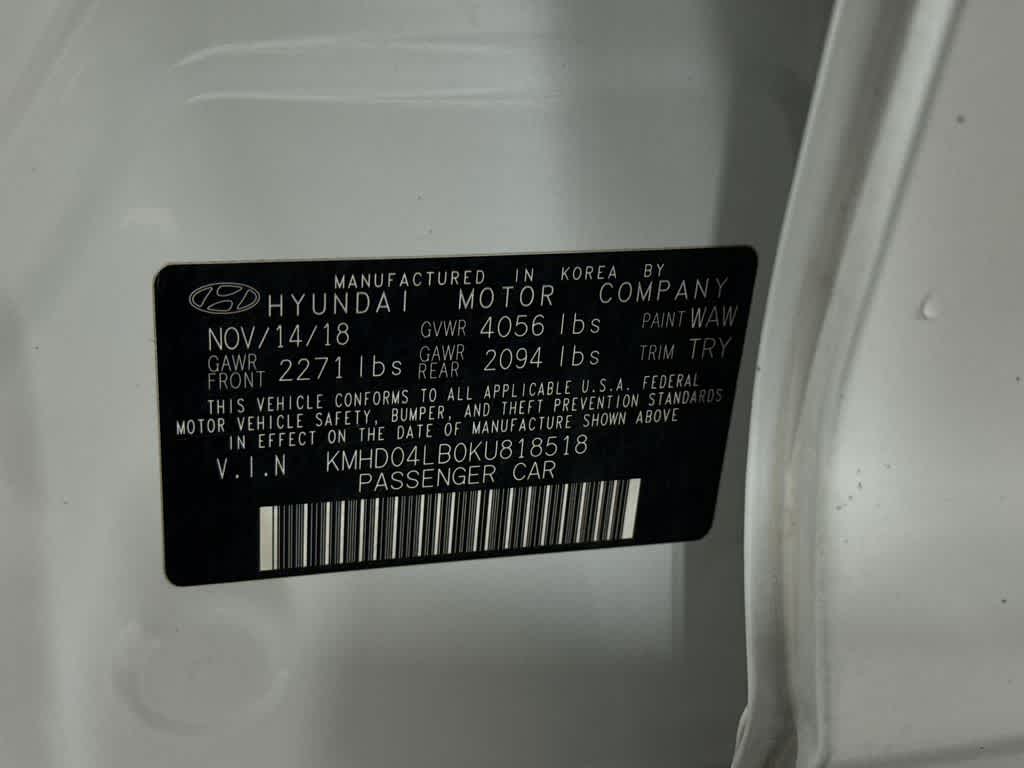 MANUFACTURED IN KOREA BY
HYUNDAI MOTOR COMPANY
NOV/14/18 GVWR 4056 lbs PAINT WAW
GAWR FRONT 2271 lbs GAWR REAR 2094 lbs TRIM TRY
THIS VEHICLE CONFORMS TO ALL APPLICABLE U.S.A. FEDERAL
MOTOR VEHICLE SAFETY, BUMPER, AND THEFT PREVENTION STANDARDS
IN EFFECT ON THE DATE OF MANUFACTURE SHOWN ABOVE
V.I.N KMHD04LB0KU818518
PASSENGER CAR